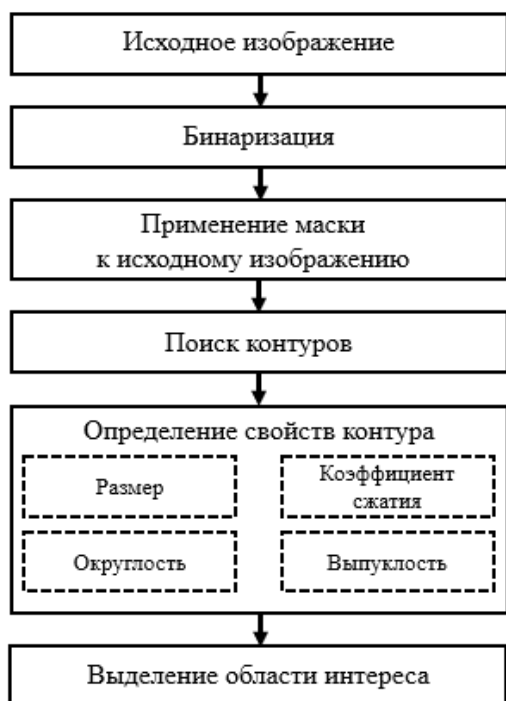 Исходное изображение
Бинаризация
Применение маски
к исходному изображению
Поиск контуров
Определение свойств контура
Размер
Коэффициент
сжатия
Округлость
Выпуклость
Выделение области интереса